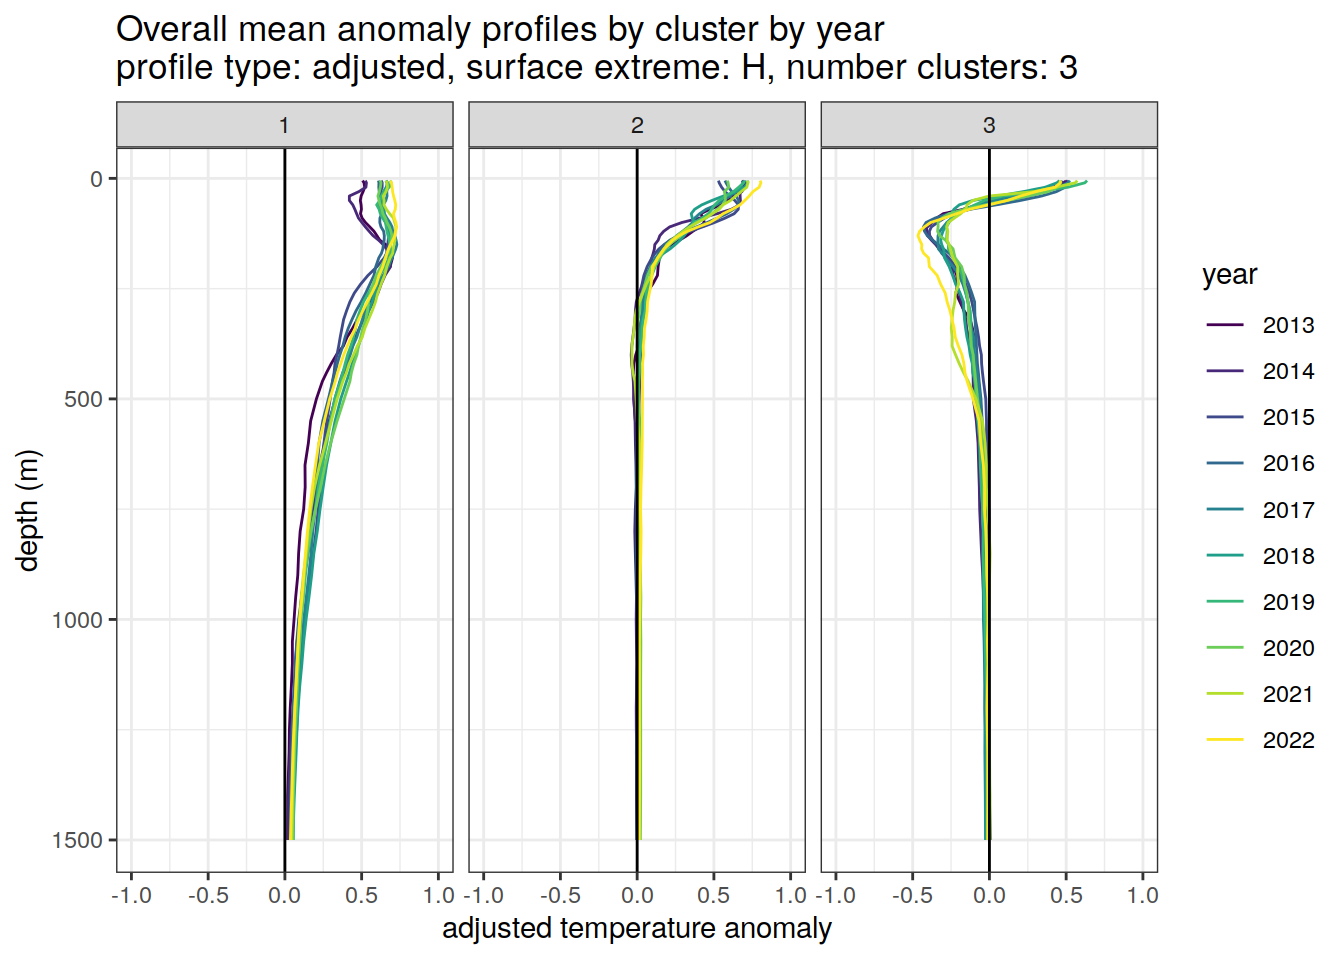 Overall mean anomaly profiles by cluster by year
profile type: adjusted, surface extreme: H, number clusters: 3
1
2
3
0
500
1000
1500
depth (m)
-1.0 -0.5 0.0 0.5 1.0
-1.0 -0.5 0.0 0.5 1.0
-1.0 -0.5 0.0 0.5 1.0
adjusted temperature anomaly
year
2013
2014
2015
2016
2017
2018
2019
2020
2021
2022